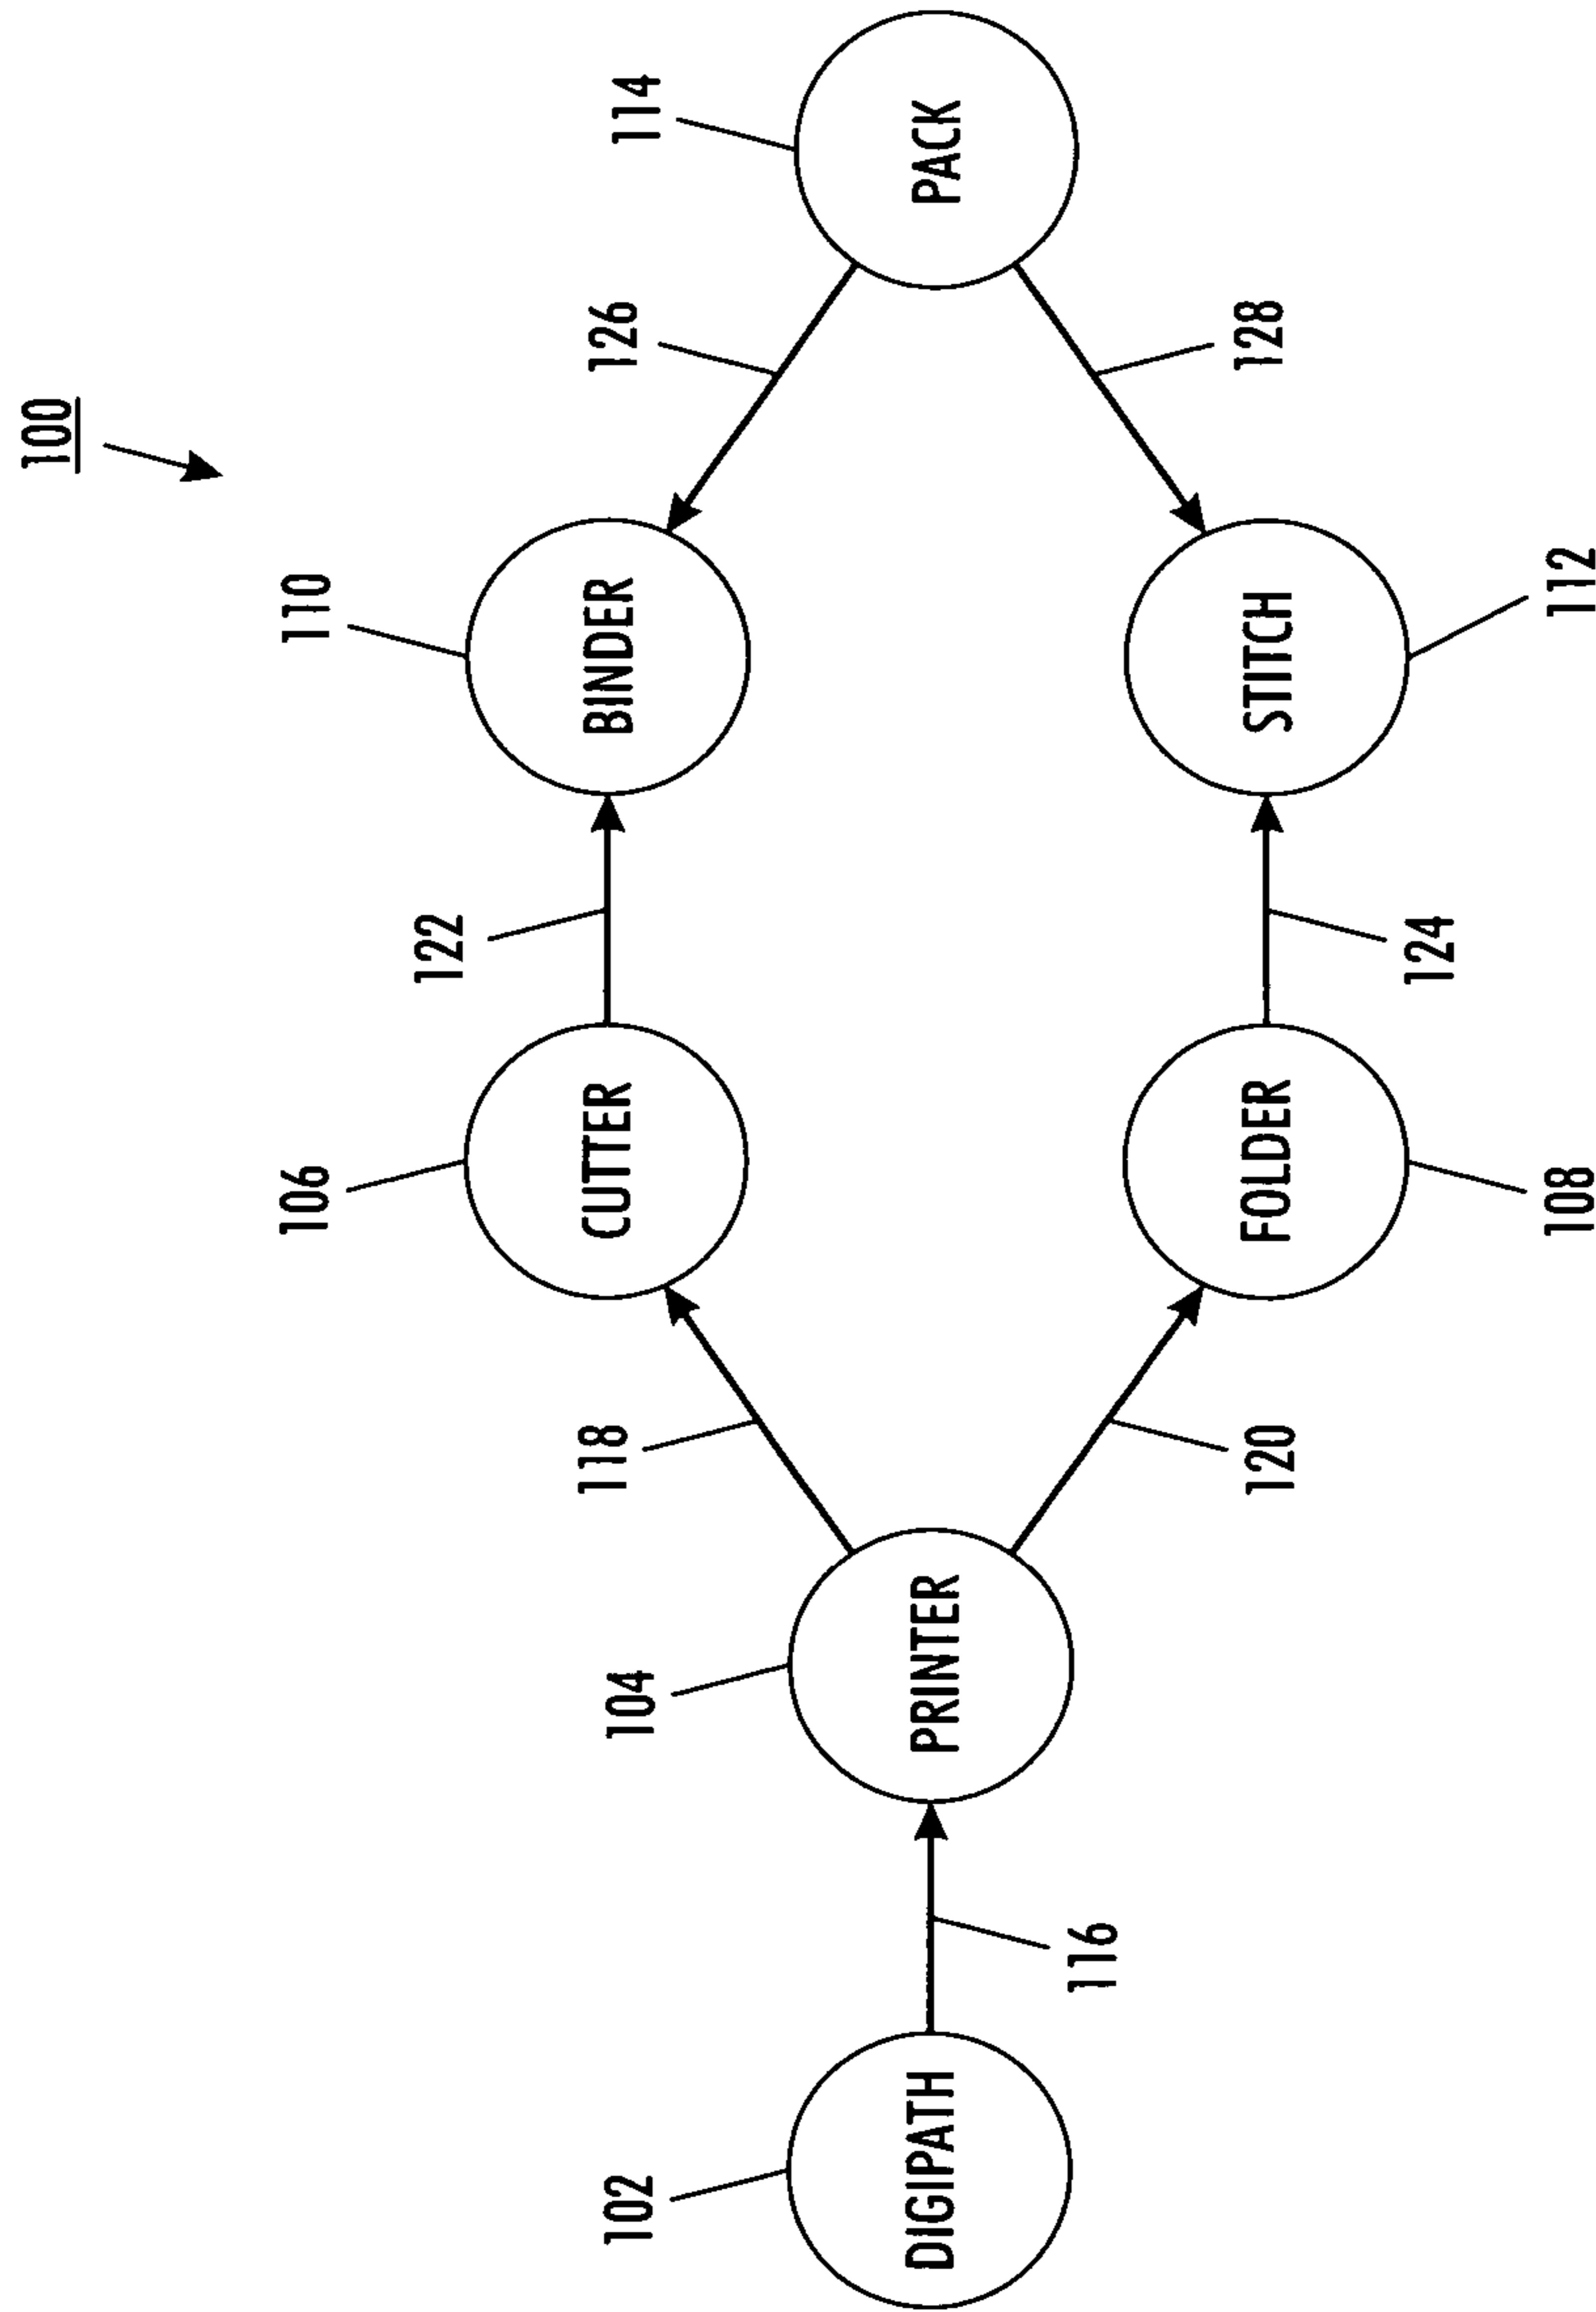 100
110
126
114
106
122
BINDER
118
CUTTER
104
PACK
102
PRINTER
DIGIPATH
116
120
FOLDER
STITCH
128
124
108
112